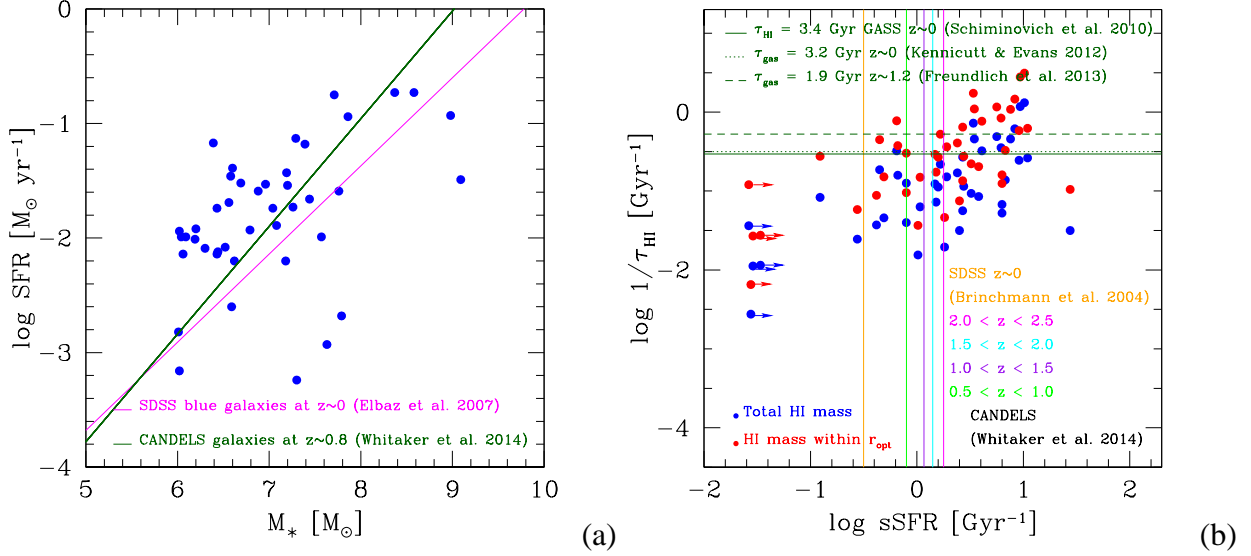 0
−1
−2
−3
−4
log SFR [M⊙ yr⁻¹]
SDSS blue galaxies at z~0 (Elbaz et al. 2007)
CANDELS galaxies at z~0.8 (Whitaker et al. 2014)
5 6 7 8 9 10
M* [M⊙]
(a)
τHI = 3.4 Gyr GASS z~0 (Schiminovich et al. 2010)
τgas = 3.2 Gyr z~0 (Kennicutt & Evans 2012)
τgas = 1.9 Gyr z~1.2 (Freundlich et al. 2013)
0
−2
−4
log 1/τHI [Gyr⁻¹]
SDSS z~0
(Brinchmann et al. 2004)
2.0 < z < 2.5
1.5 < z < 2.0
1.0 < z < 1.5
0.5 < z < 1.0
Total HI mass
HI mass within ropt
CANDELS
(Whitaker et al. 2014)
−2 −1 0 1 2
log sSFR [Gyr⁻¹]
(b)